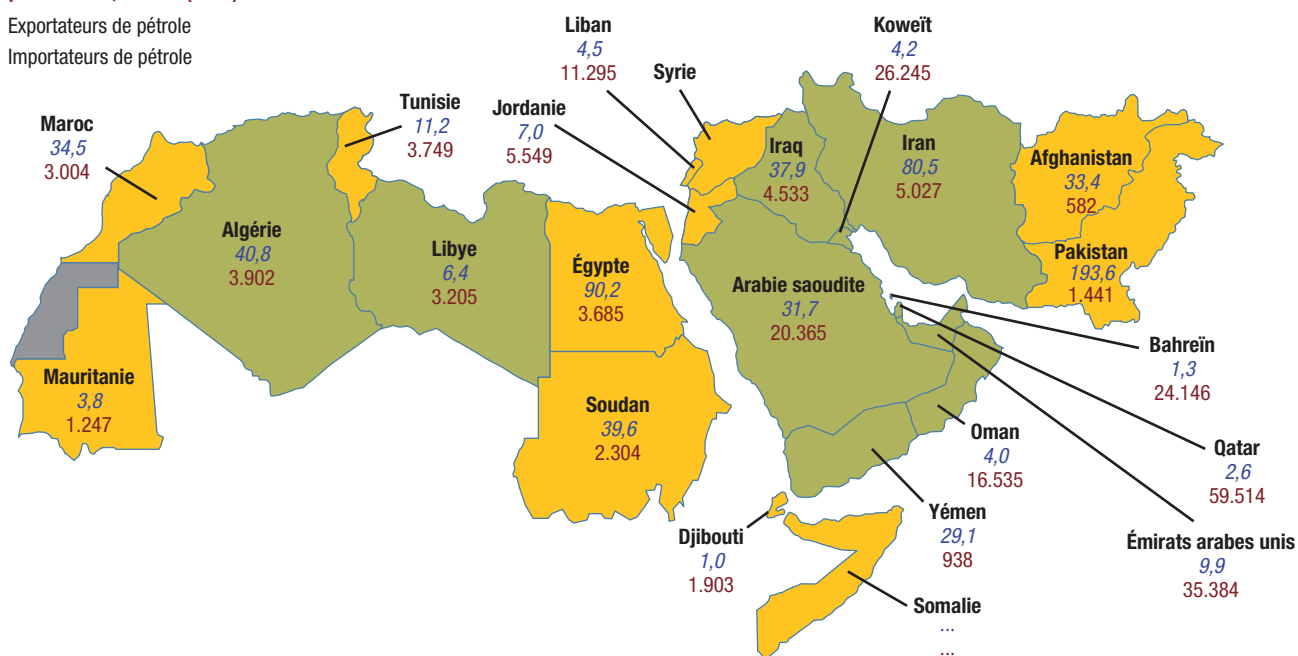 Exportateurs de pétrole
Importateurs de pétrole
Maroc
34,5
3.004
Tunisie
11,2
3.749
Liban
4,5
11.295
Syrie
Jordanie
7,0
5.549
Koweït
4,2
26.245
Iraq
37,9
4.533
Iran
80,5
5.027
Afghanistan
33,4
582
Pakistan
193,6
1.441
Algérie
40,8
3.902
Libye
6,4
3.205
Égypte
90,2
3.685
Arabie saoudite
31,7
20.365
Bahreïn
1,3
24.146
Mauritanie
3,8
1.247
Soudan
39,6
2.304
Oman
4,0
16.535
Qatar
2,6
59.514
Yémen
29,1
938
Djibouti
1,0
1.903
Émirats arabes unis
9,9
35.384
Somalie
...
...